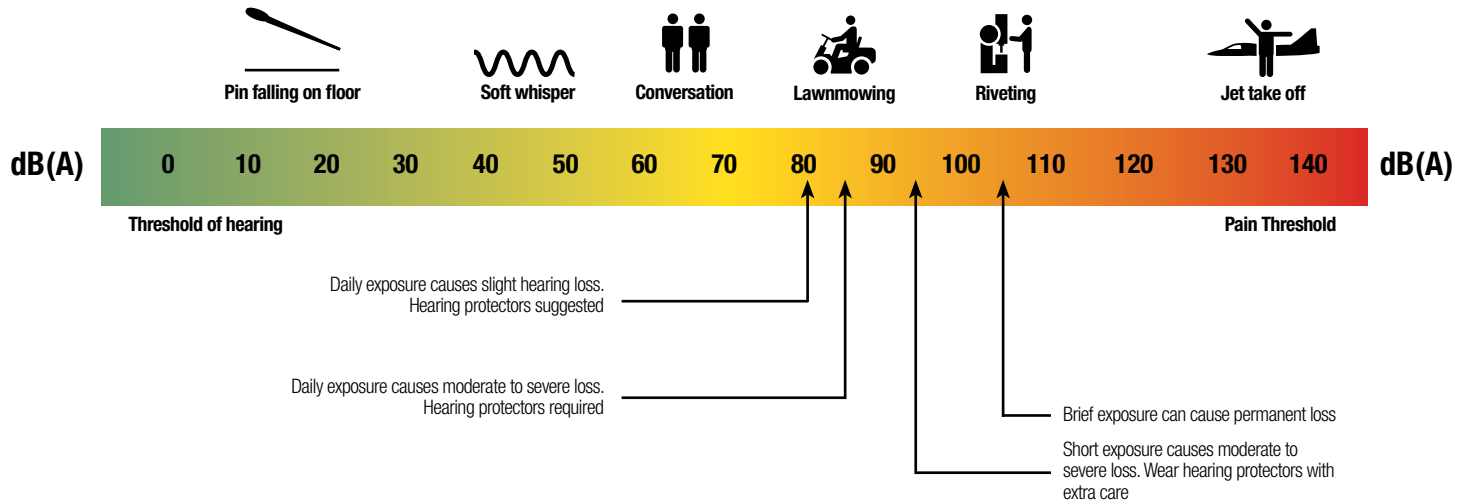 Pin falling on floor
Soft whisper
Conversation
Lawnmowing
Riveting
Jet take off
dB(A) 0 10 20 30 40 50 60 70 80 90 100 110 120 130 140 dB(A)
Threshold of hearing
Pain Threshold
Daily exposure causes slight hearing loss.
Hearing protectors suggested
Daily exposure causes moderate to severe loss.
Hearing protectors required
Brief exposure can cause permanent loss
Short exposure causes moderate to
severe loss. Wear hearing protectors with
extra care